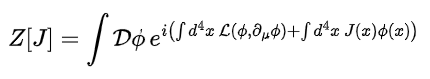 Z[J] = ∫ 𝒟ϕ e^{i(∫ d⁴x ℒ(ϕ,∂_μϕ)+∫ d⁴x J(x)ϕ(x))}